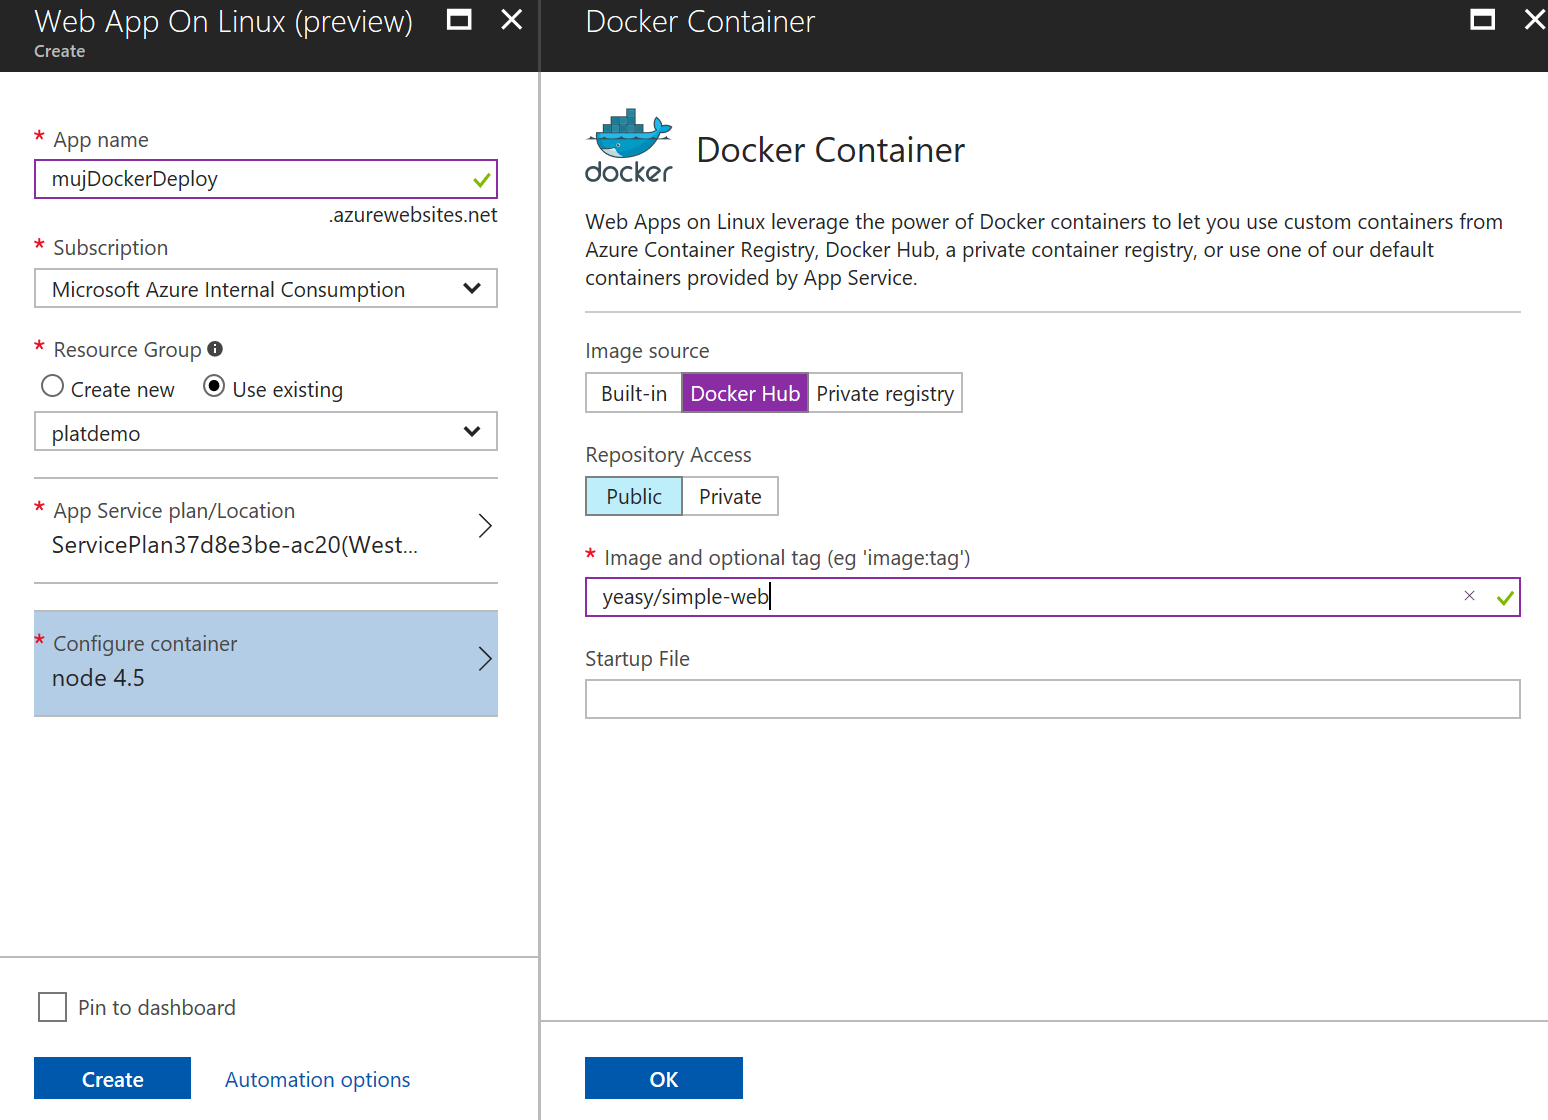 Web App On Linux (preview)
Create
* App name
mujDockerDeploy
.azurewebsites.net
* Subscription
Microsoft Azure Internal Consumption
* Resource Group
Create new Use existing
platdemo
* App Service plan/Location
ServicePlan37d8e3be-ac20(West...
* Configure container
node 4.5
Pin to dashboard
Create Automation options
Docker Container
docker
Docker Container
Web Apps on Linux leverage the power of Docker containers to let you use custom containers from
Azure Container Registry, Docker Hub, a private container registry, or use one of our default
containers provided by App Service.
Image source
Built-in Docker Hub Private registry
Repository Access
Public Private
* Image and optional tag (eg 'image:tag')
yeasy/simple-web
Startup File
OK